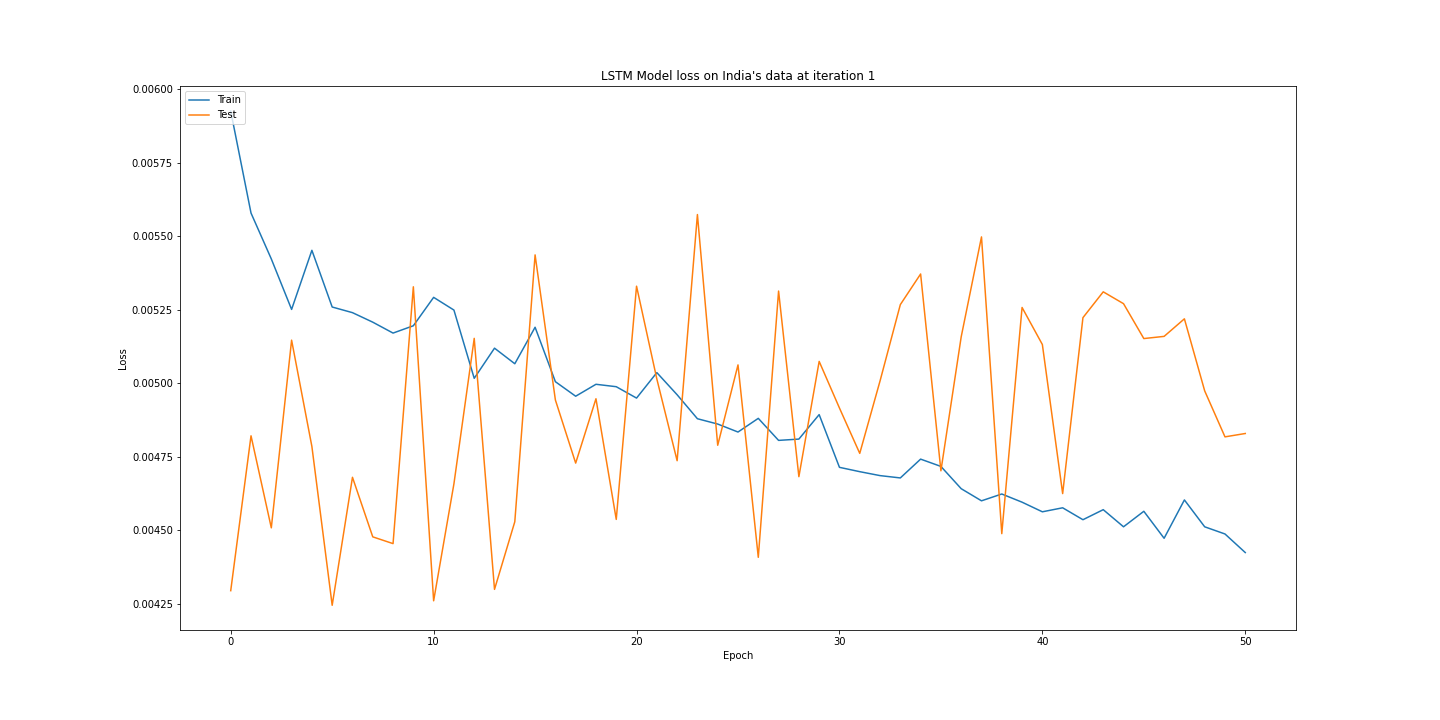 LSTM Model loss on India's data at iteration 1
Train
Test
0.00600
0.00575
0.00550
0.00525
0.00500
0.00475
0.00450
0.00425
Loss
0 10 20 30 40 50
Epoch